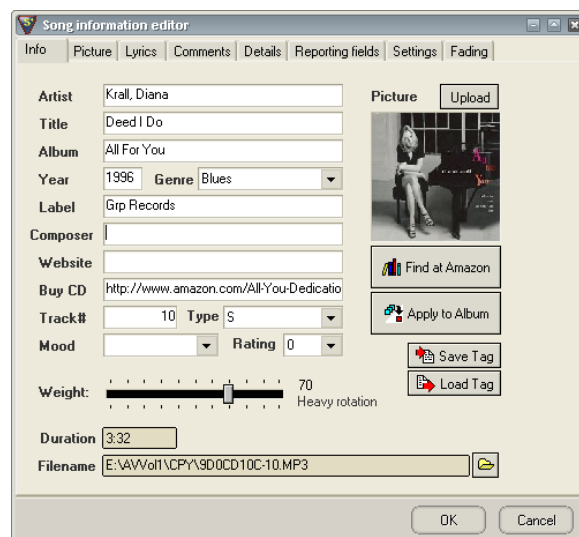 Song information editor
Info Picture Lyrics Comments Details Reporting fields Settings Fading
Artist Krall, Diana
Picture Upload
Title Deed I Do
Album All For You
Year 1996 Genre Blues
Label Grp Records
Composer
Website
Find at Amazon
Buy CD http://www.amazon.com/All-You-Dedicatio
Track# 10 Type S
Apply to Album
Mood Rating 0
Save Tag
Load Tag
Weight: 70
Heavy rotation
Duration 3:32
Filename E:\AVVol1\CPY\9D0CD10C-10.MP3
OK Cancel